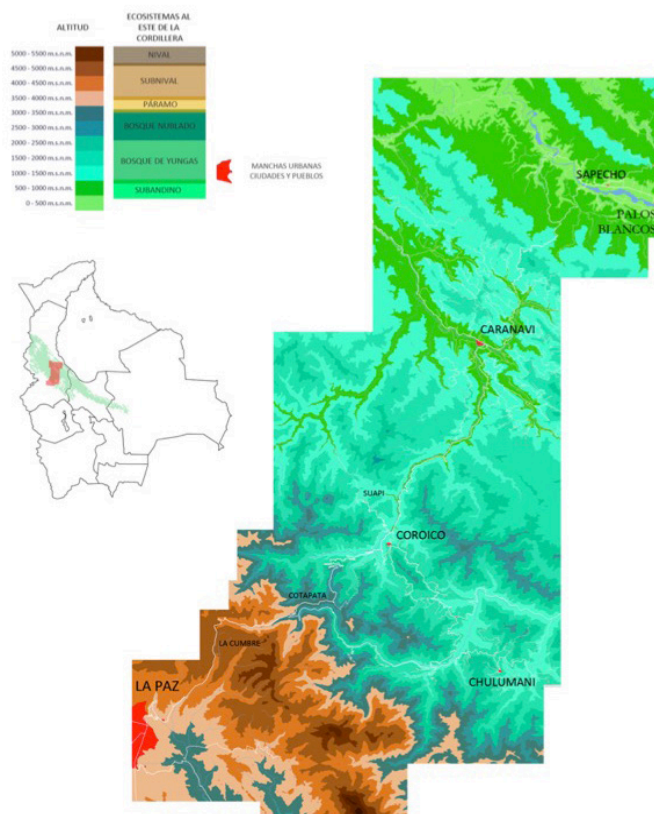 ALTITUD
5000 - 5500 m.s.n.m.
4500 - 5000 m.s.n.m.
4000 - 4500 m.s.n.m.
3500 - 4000 m.s.n.m.
3000 - 3500 m.s.n.m.
2500 - 3000 m.s.n.m.
2000 - 2500 m.s.n.m.
1500 - 2000 m.s.n.m.
1000 - 1500 m.s.n.m.
500 - 1000 m.s.n.m.
0 - 500 m.s.n.m.
ECOSISTEMAS AL
ESTE DE LA
CORDILLERA
NIVAL
SUBNIVAL
PÁRAMO
BOSQUE NUBLADO
BOSQUE DE YUNGAS
SUBANDINO
MANCHAS URBANAS
CIUDADES Y PUEBLOS
SAPECHO
PALOS
BLANCOS
CARANAVI
SUAPI
COROICO
COTAPATA
LA CUMBRE
LA PAZ
CHULUMANI